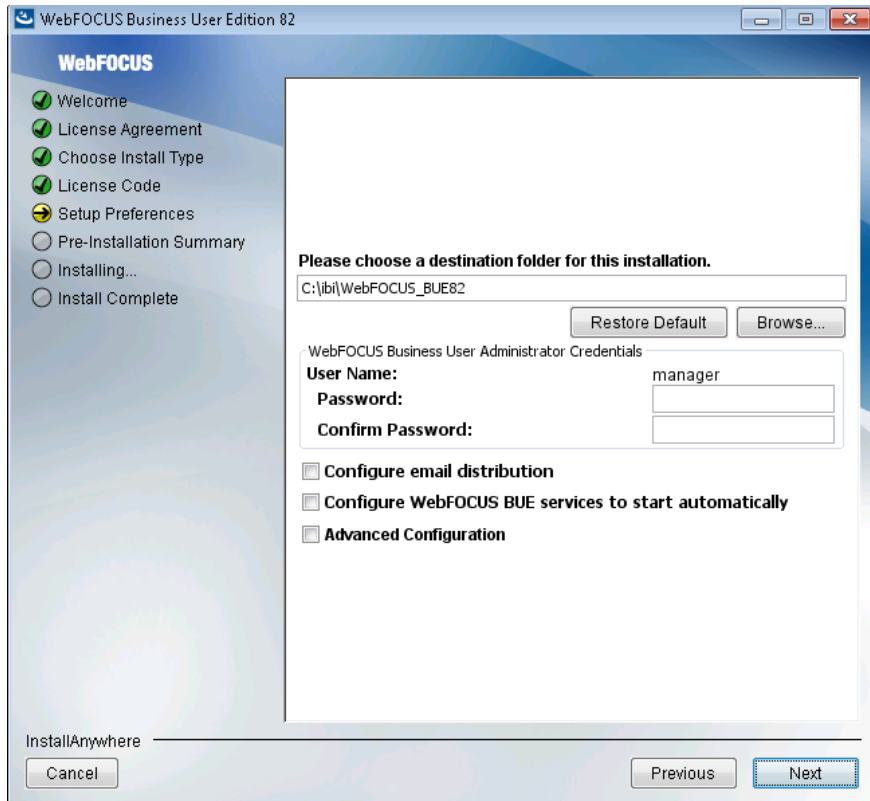 WebFOCUS Business User Edition 82
WebFOCUS
Welcome
License Agreement
Choose Install Type
License Code
Setup Preferences
Pre-Installation Summary
Installing...
Install Complete
Please choose a destination folder for this installation.
C:\ibi\WebFOCUS_BUE82
Restore Default
Browse...
WebFOCUS Business User Administrator Credentials
User Name: manager
Password:
Confirm Password:
Configure email distribution
Configure WebFOCUS BUE services to start automatically
Advanced Configuration
InstallAnywhere
Cancel
Previous
Next